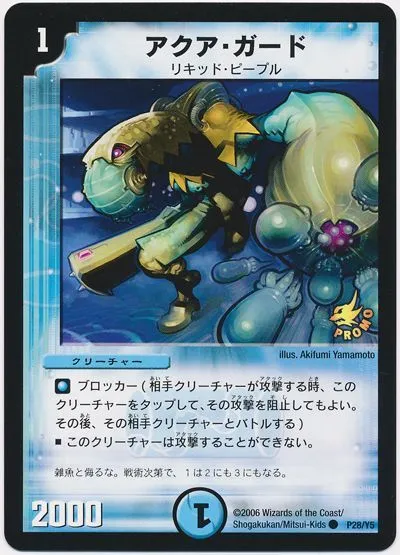 1
アクア・ガード
リキッド・ピープル
PROMO
illus. Akifumi Yamamoto
クリーチャー
ブロッカー(相手クリーチャーが攻撃する時、この
クリーチャーをタップして、その攻撃を阻止してもよい。
その後、その相手クリーチャーとバトルする)
■ このクリーチャーは攻撃することができない。
雑魚と侮るな。戦術次第で、1は2にも3にもなる。
2000
1
©2006 Wizards of the Coast/
Shogakukan/Mitsui-Kids ● P28/Y5